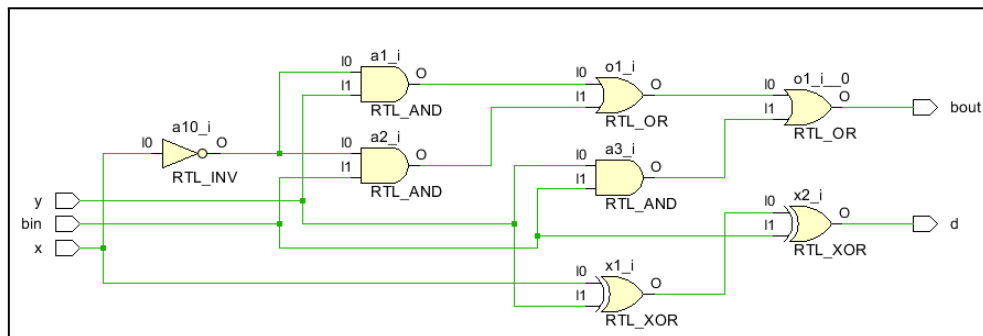 a1_i
I0
O
I1
RTL_AND
o1_i
I0
O
I1
RTL_OR
o1_i__0
I0
O
I1
RTL_OR
bout
a10_i
I0
O
RTL_INV
a2_i
I0
O
I1
RTL_AND
a3_i
I0
O
I1
RTL_AND
y
bin
x
x2_i
I0
O
I1
RTL_XOR
d
x1_i
I0
O
I1
RTL_XOR